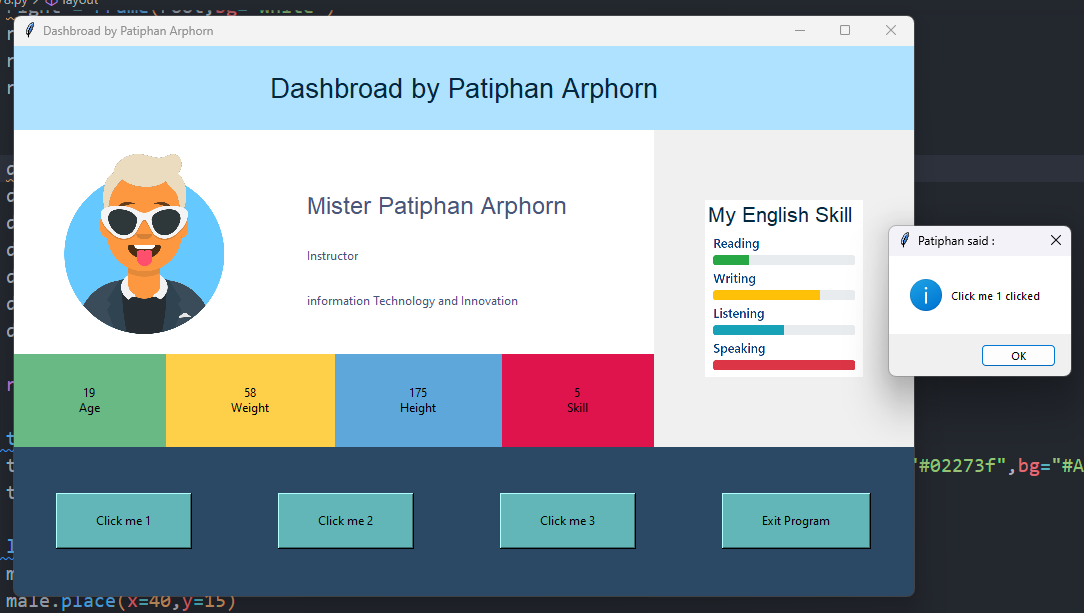 78.py
layout
right = Frame(root,bg="white")
Dashbroad by Patiphan Arphorn
Dashbroad by Patiphan Arphorn
Mister Patiphan Arphorn
Instructor
information Technology and Innovation
My English Skill
Reading
Writing
Listening
Speaking
Patiphan said :
Click me 1 clicked
OK
19
Age
58
Weight
175
Height
5
Skill
"#02273f",bg="#A
Click me 1
Click me 2
Click me 3
Exit Program
male.place(x=40,y=15)